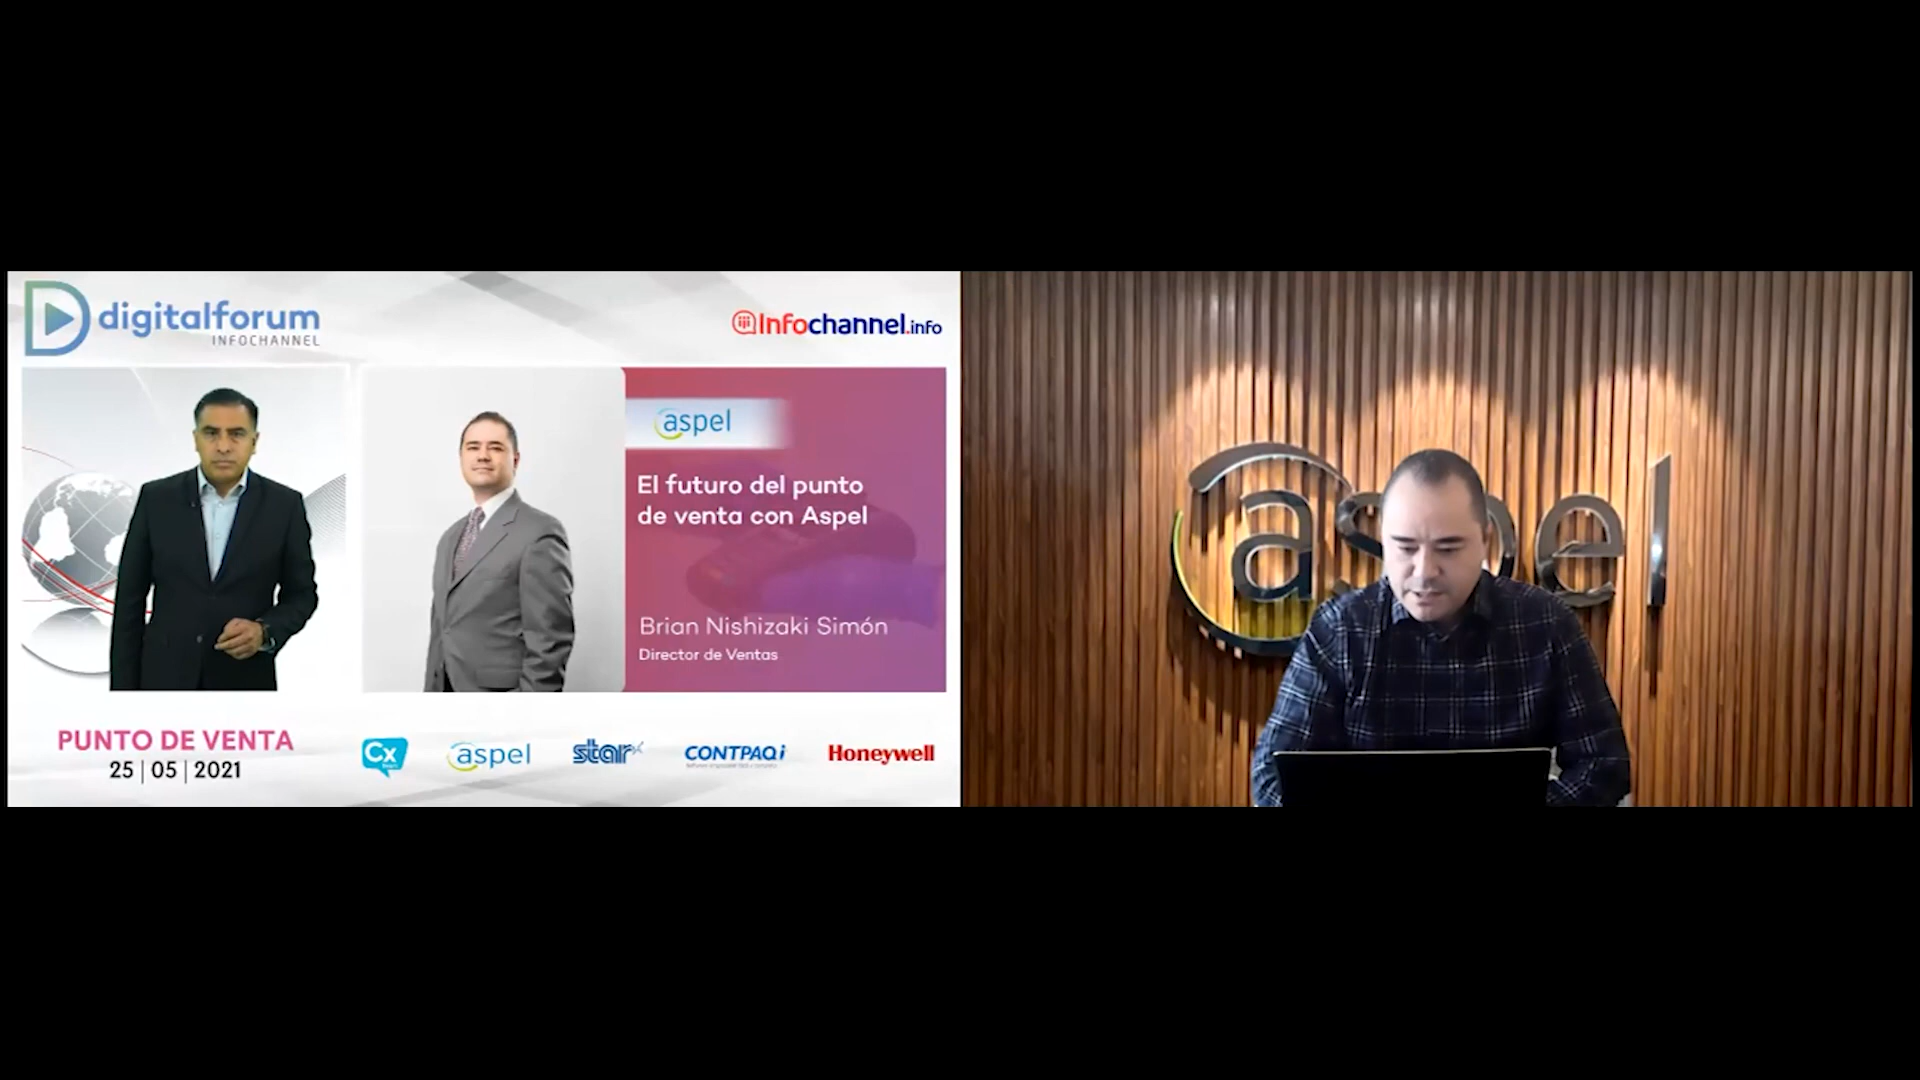 digitalforum
INFOCHANNEL
Infochannel.info
aspel
El futuro del punto
de venta con Aspel
Brian Nishizaki Simón
Director de Ventas
PUNTO DE VENTA
25 | 05 | 2021
Cx
aspel
star
CONTPAQi
Honeywell
aspel